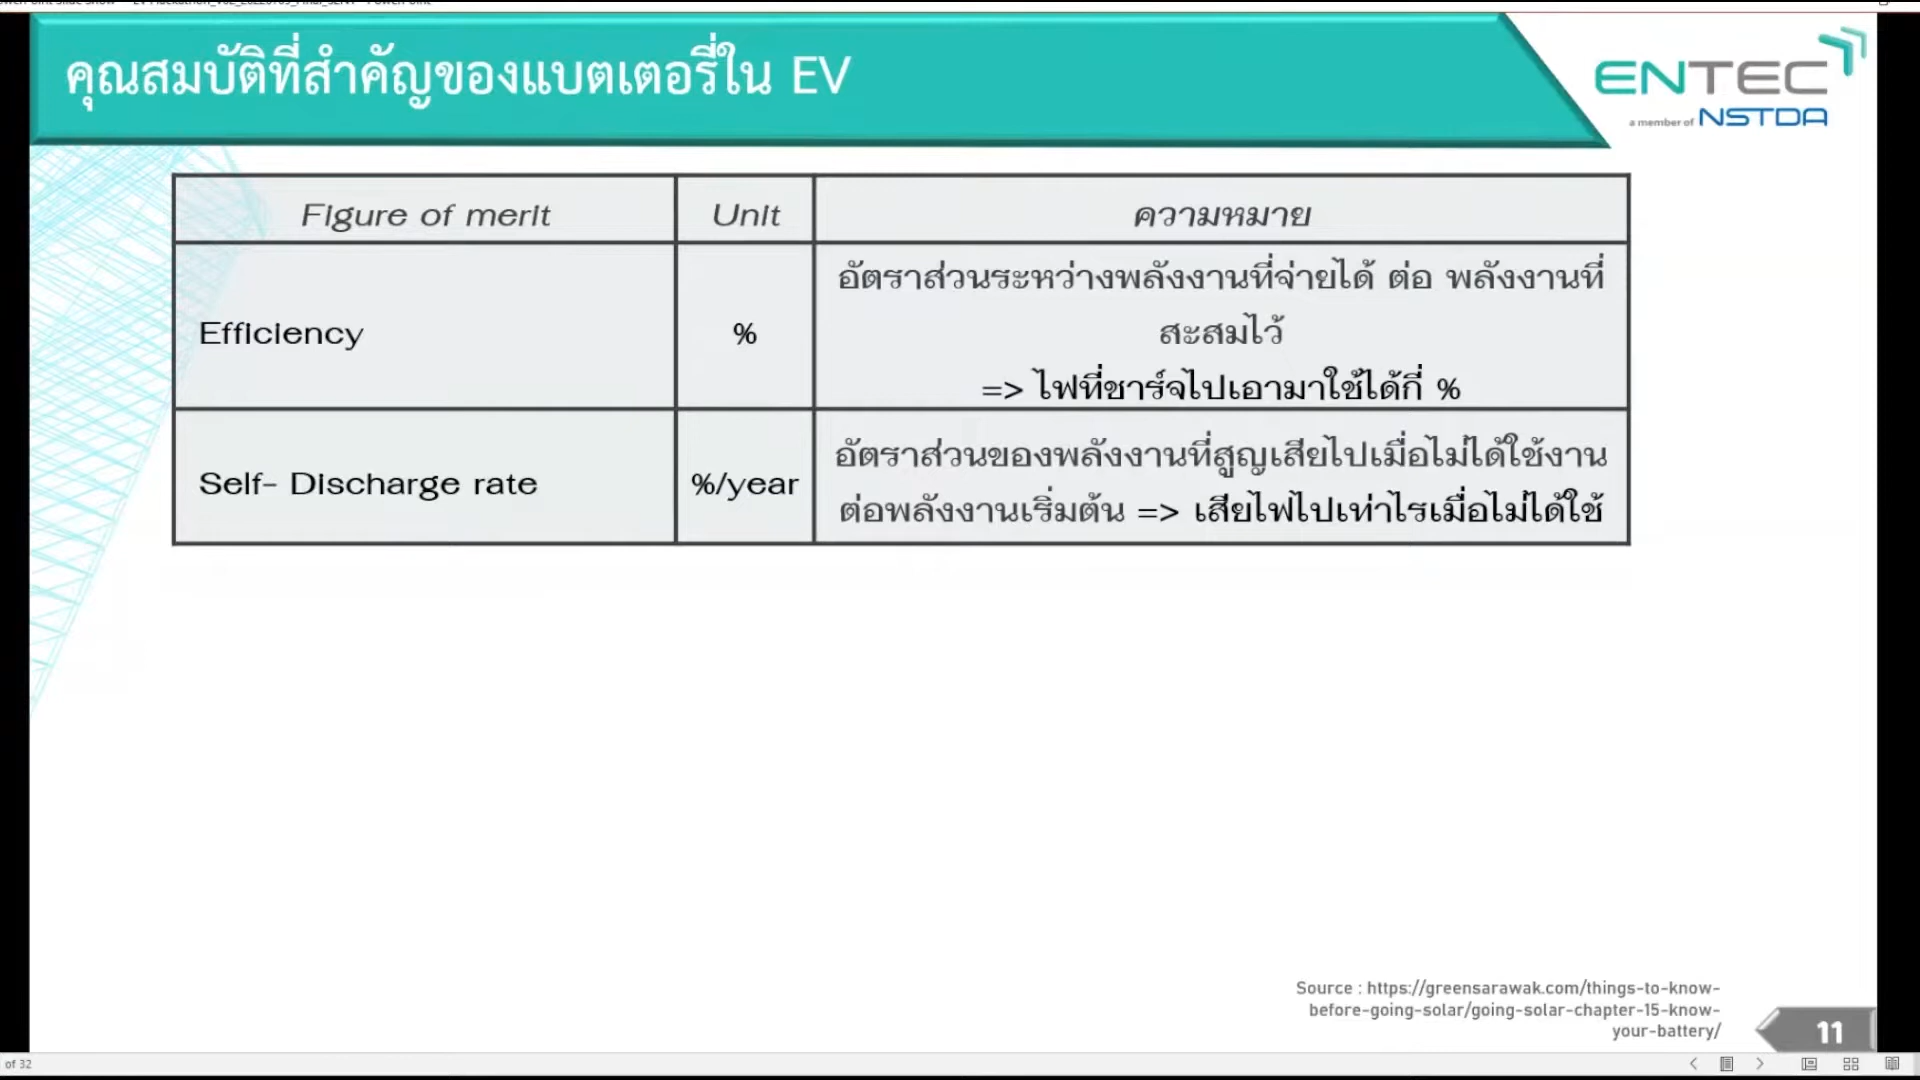 คุณสมบัติที่สำคัญของแบตเตอรี่ใน EV
ENTEC
a member of NSTDA
Figure of merit Unit ความหมาย
อัตราส่วนระหว่างพลังงานที่จ่ายได้ ต่อ พลังงานที่
Efficiency % สะสมไว้
=> ไฟที่ชาร์จไปเอามาใช้ได้กี่ %
อัตราส่วนของพลังงานที่สูญเสียไปเมื่อไม่ได้ใช้งาน
Self- Discharge rate %/year
ต่อพลังงานเริ่มต้น => เสียไฟไปเท่าไรเมื่อไม่ได้ใช้
Source : https://greensarawak.com/things-to-know-
before-going-solar/going-solar-chapter-15-know-
your-battery/
11
of 32